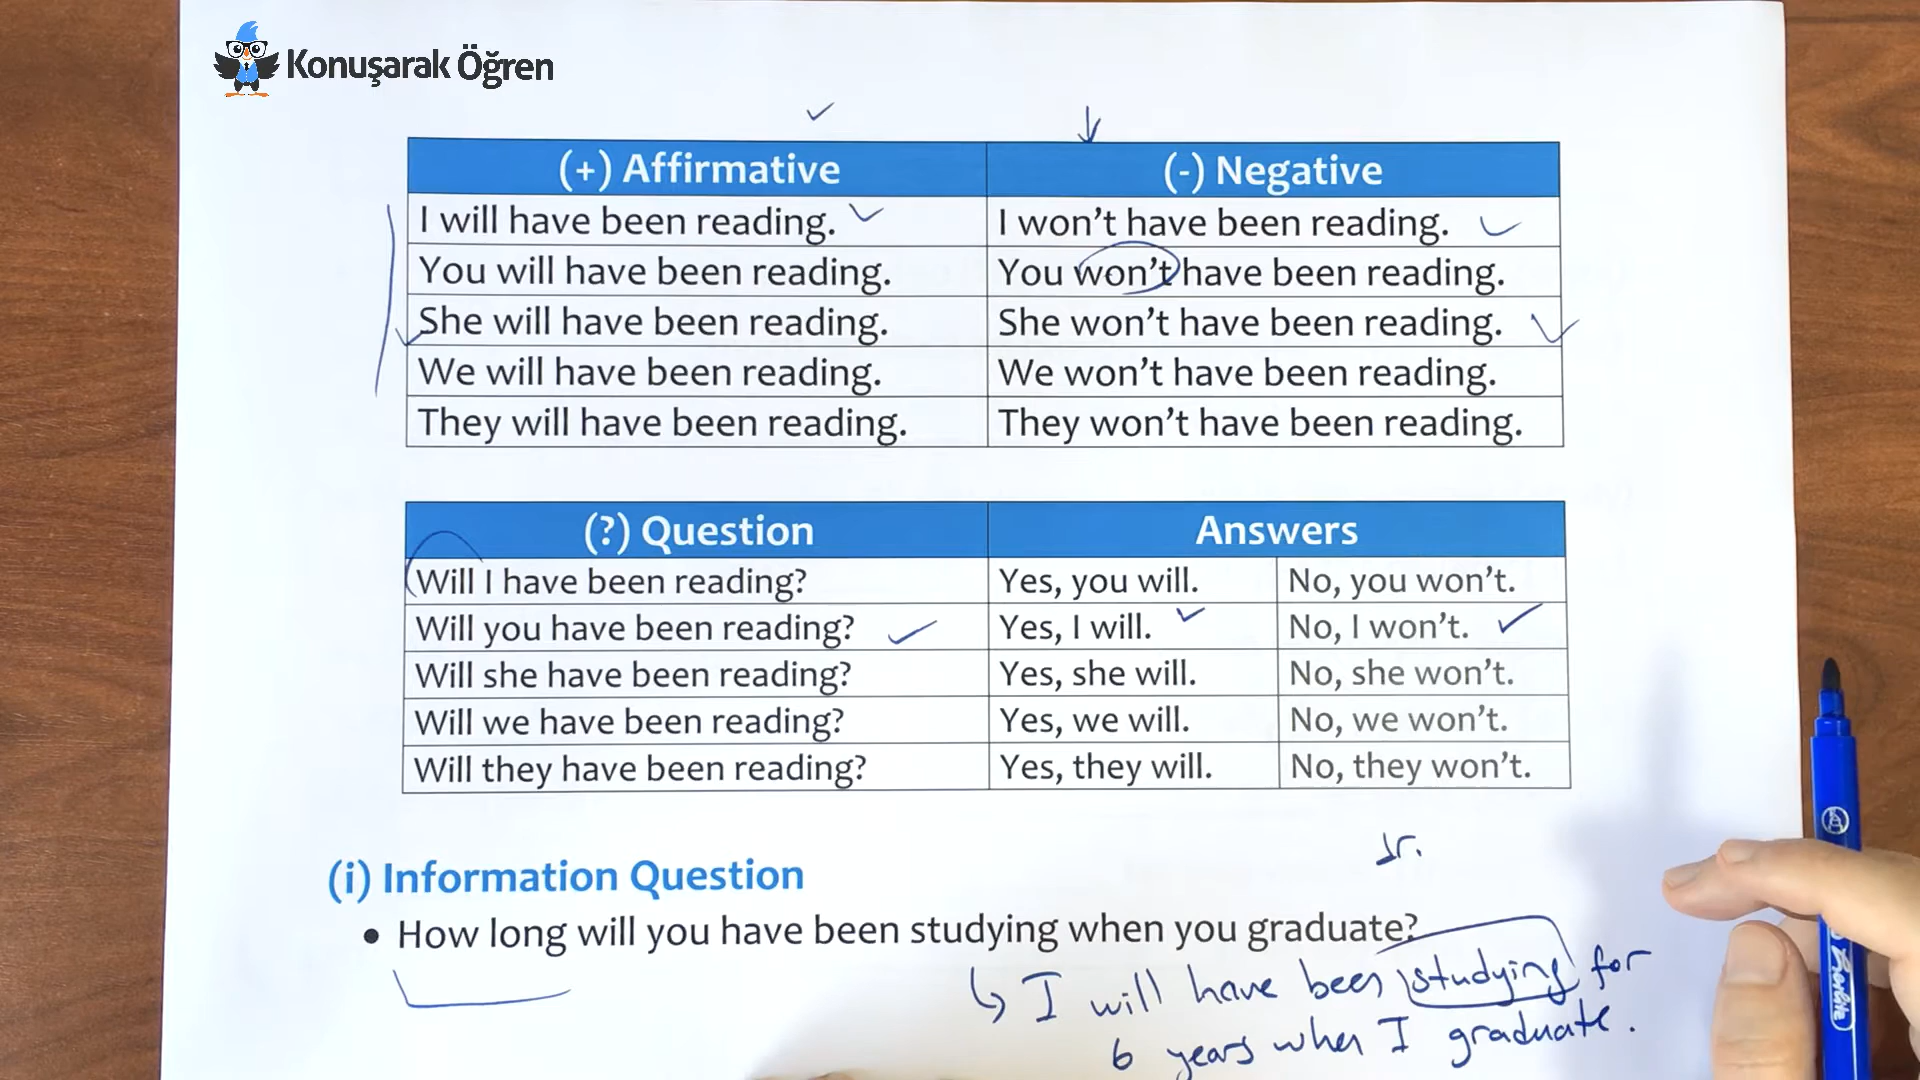 Konuşarak Öğren
(+) Affirmative (-) Negative
I will have been reading. I won't have been reading.
You will have been reading. You won't have been reading.
She will have been reading. She won't have been reading.
We will have been reading. We won't have been reading.
They will have been reading. They won't have been reading.
(?) Question Answers
Will I have been reading? Yes, you will. No, you won't.
Will you have been reading? Yes, I will. No, I won't.
Will she have been reading? Yes, she will. No, she won't.
Will we have been reading? Yes, we will. No, we won't.
Will they have been reading? Yes, they will. No, they won't.
(i) Information Question
• How long will you have been studying when you graduate?
I will have been studying for
6 years when I graduate.